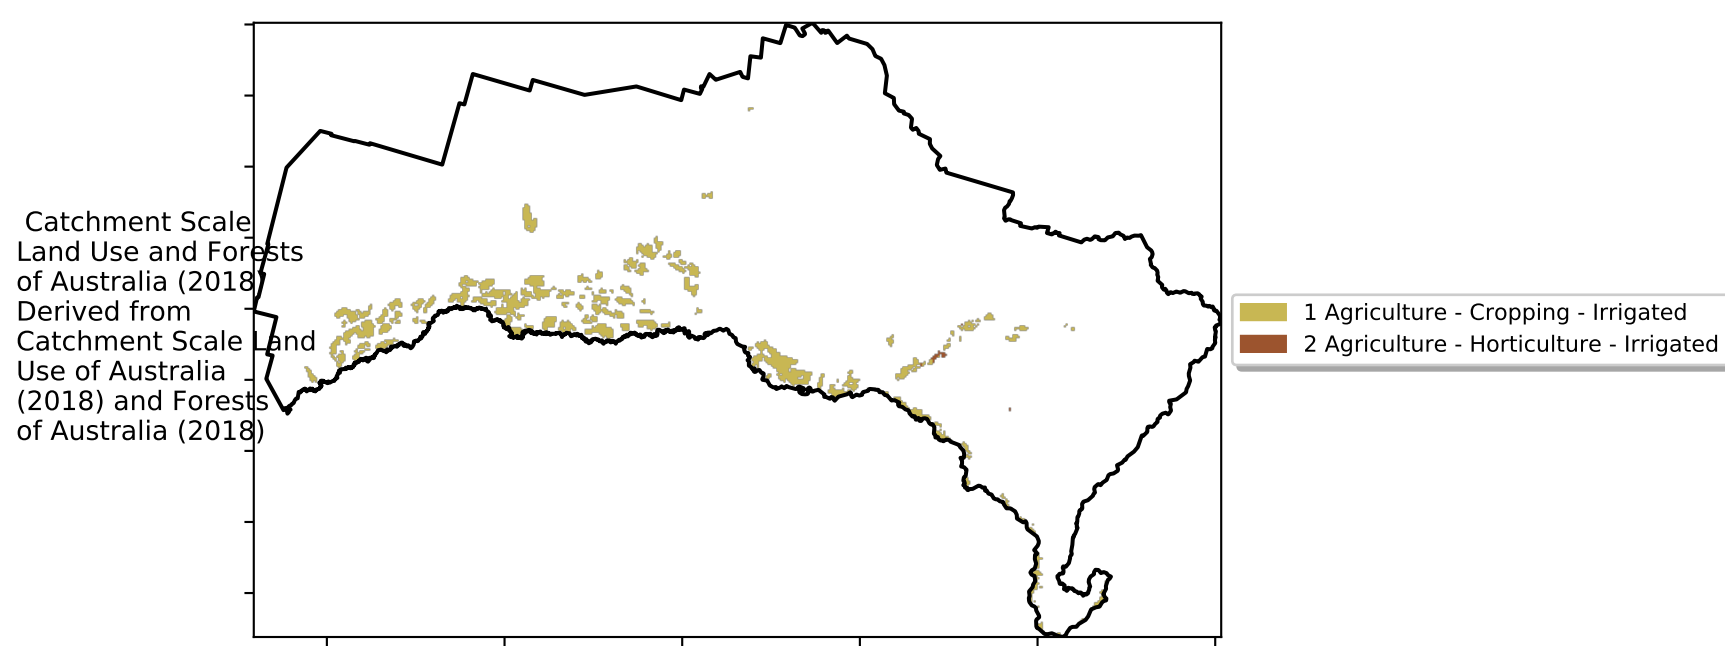 Catchment Scale
Land Use and Forests
of Australia (2018)
Derived from
Catchment Scale Land
Use of Australia
(2018) and Forests
of Australia (2018)
1 Agriculture - Cropping - Irrigated
2 Agriculture - Horticulture - Irrigated